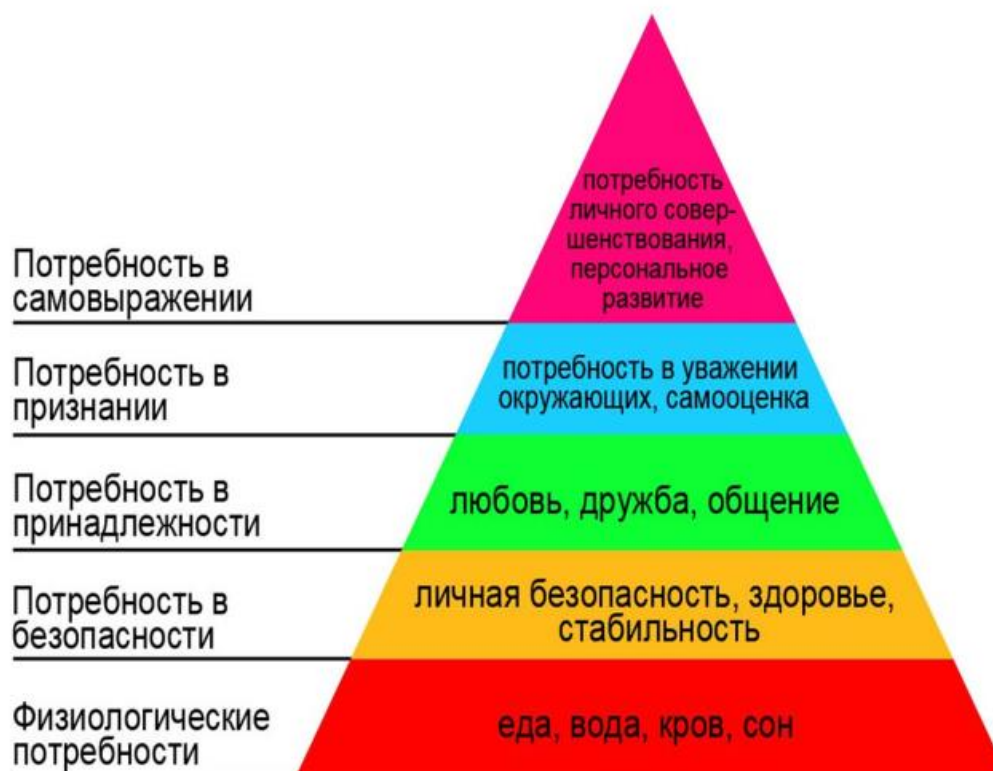 потребность
личного совер-
шенствования,
персональное
развитие
Потребность в
самовыражении
Потребность в
признании
потребность в уважении
окружающих, самооценка
Потребность в
принадлежности
любовь, дружба, общение
Потребность в
безопасности
личная безопасность, здоровье,
стабильность
Физиологические
потребности
еда, вода, кров, сон